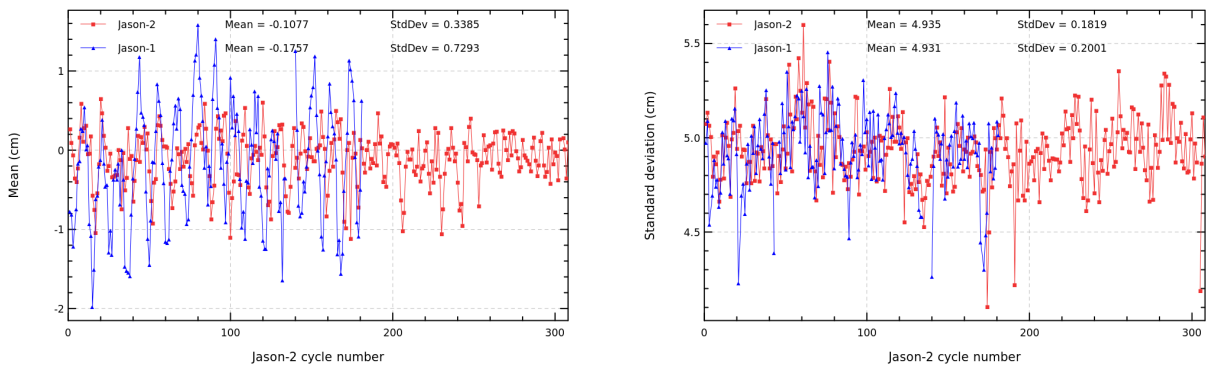 Jason-2 Mean = -0.1077 StdDev = 0.3385
Jason-1 Mean = -0.1757 StdDev = 0.7293
1
0
-1
-2
Mean (cm)
0 100 200 300
Jason-2 cycle number
Jason-2 Mean = 4.935 StdDev = 0.1819
Jason-1 Mean = 4.931 StdDev = 0.2001
5.5
5.0
4.5
Standard deviation (cm)
0 100 200 300
Jason-2 cycle number